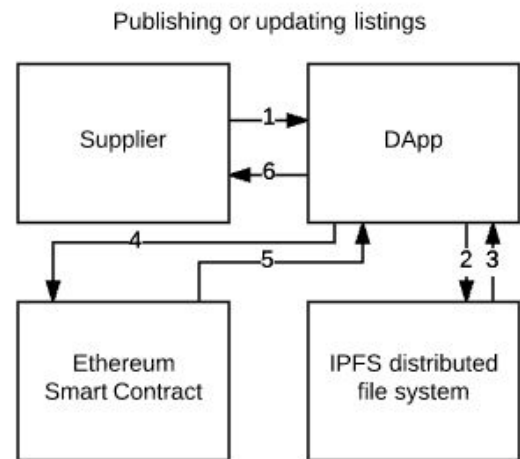 Publishing or updating listings
Supplier
1
DApp
6
4
5
2
3
Ethereum
Smart Contract
IPFS distributed
file system